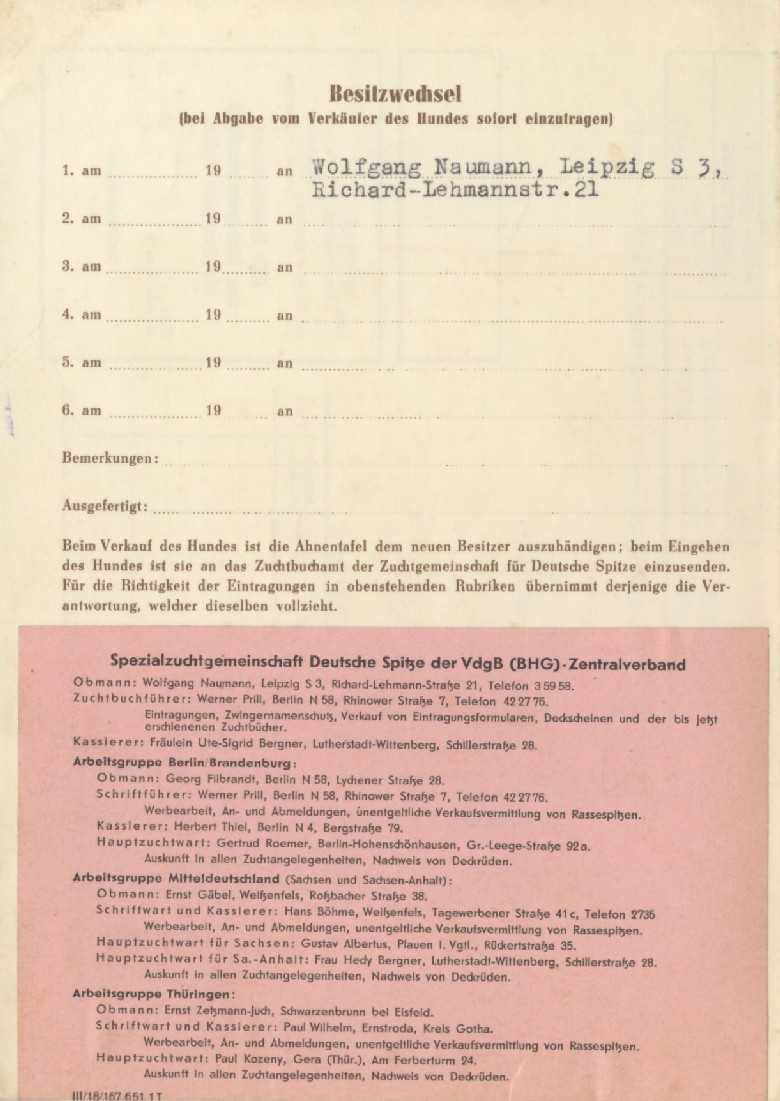 Besitzwechsel
(bei Abgabe vom Verkäufer des Hundes sofort einzutragen)
1. am 19 an Wolfgang Naumann, Leipzig S 3,
Richard-Lehmannstr.21
2. am 19 an
3. am 19 an
4. am 19 an
5. am 19 an
6. am 19 an
Bemerkungen:
Ausgefertigt:
Beim Verkauf des Hundes ist die Ahnentafel dem neuen Besitzer auszuhändigen; beim Eingehen
des Hundes ist sie an das Zuchtbuchamt der Zuchtgemeinschaft für Deutsche Spitze einzusenden.
Für die Richtigkeit der Eintragungen in obenstehenden Rubriken übernimmt derjenige die Ver-
antwortung, welcher dieselben vollzieht.
Spezialzuchtgemeinschaft Deutsche Spitze der VdgB (BHG)-Zentralverband
Obmann: Wolfgang Naumann, Leipzig S 3, Richard-Lehmann-Straße 21, Telefon 3 59 58.
Zuchtbuchführer: Werner Prill, Berlin N 58, Rhinower Straße 7, Telefon 42 27 76.
Eintragungen, Zwingernamenschutz, Verkauf von Eintragungsformularen, Deckscheinen und der bis jetzt
erschienenen Zuchtbücher.
Kassierer: Fräulein Ute-Sigrid Bergner, Lutherstadt-Wittenberg, Schillerstraße 28.
Arbeitsgruppe Berlin/Brandenburg:
Obmann: Georg Filbrandt, Berlin N 58, Lychener Straße 28.
Schriftführer: Werner Prill, Berlin N 58, Rhinower Straße 7, Telefon 42 27 76.
Werbearbeit, An- und Abmeldungen, unentgeltliche Verkaufsvermittlung von Rassespitzen.
Kassierer: Herbert Thiel, Berlin N 4, Bergstraße 79.
Hauptzuchtwart: Gertrud Roemer, Berlin-Hohenschönhausen, Gr.-Leege-Straße 92a.
Auskunft in allen Zuchtangelegenheiten, Nachweis von Deckrüden.
Arbeitsgruppe Mitteldeutschland (Sachsen und Sachsen-Anhalt):
Obmann: Ernst Gäbel, Weißenfels, Roßbacher Straße 38.
Schriftwart und Kassierer: Hans Böhme, Weißenfels, Tagewerbener Straße 41c, Telefon 2735
Werbearbeit, An- und Abmeldungen, unentgeltliche Verkaufsvermittlung von Rassespitzen.
Hauptzuchtwart für Sachsen: Gustav Albertus, Plauen i. Vgtl., Rückertstraße 35.
Hauptzuchtwart für Sa.-Anhalt: Frau Hedy Bergner, Lutherstadt-Wittenberg, Schillerstraße 28.
Auskunft in allen Zuchtangelegenheiten, Nachweis von Deckrüden.
Arbeitsgruppe Thüringen:
Obmann: Ernst Zetzmann-Juch, Schwarzenbrunn bei Eisfeld.
Schriftwart und Kassierer: Paul Wilhelm, Ernstroda, Kreis Gotha.
Werbearbeit, An- und Abmeldungen, unentgeltliche Verkaufsvermittlung von Rassespitzen.
Hauptzuchtwart: Paul Kozeny, Gera (Thür.), Am Ferberturm 24.
Auskunft in allen Zuchtangelegenheiten, Nachweis von Deckrüden.
III/18/167 651 1T